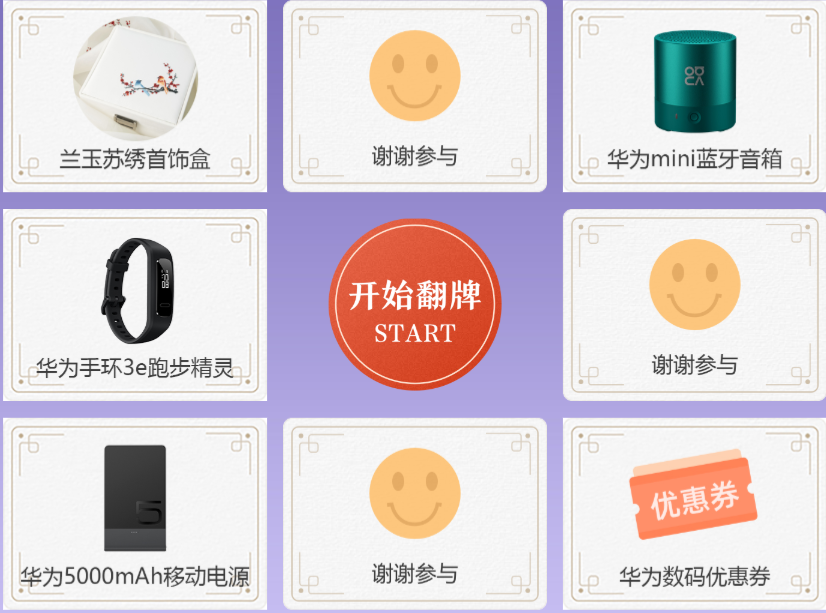 兰玉苏绣首饰盒
谢谢参与
华为mini蓝牙音箱
华为手环3e跑步精灵
开始翻牌
START
谢谢参与
5
华为5000mAh移动电源
谢谢参与
优惠券
华为数码优惠券